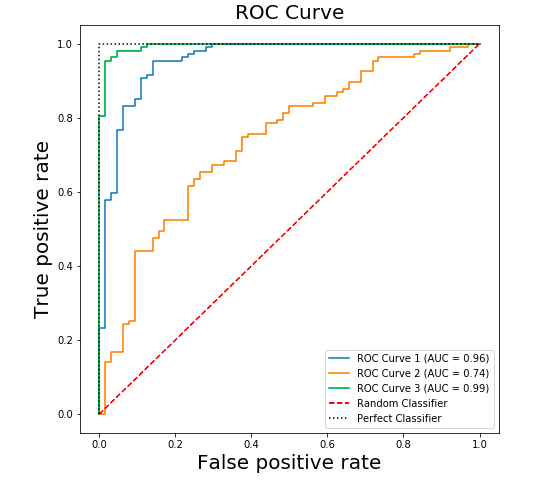 ROC Curve
True positive rate
1.0
0.8
0.6
0.4
0.2
0.0
0.0 0.2 0.4 0.6 0.8 1.0
False positive rate
ROC Curve 1 (AUC = 0.96)
ROC Curve 2 (AUC = 0.74)
ROC Curve 3 (AUC = 0.99)
Random Classifier
Perfect Classifier